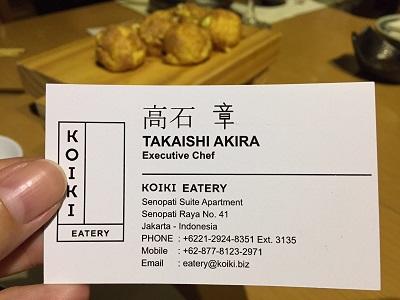 高石 章
TAKAISHI AKIRA
Executive Chef
KOIKI
EATERY
KOIKI EATERY
Senopati Suite Apartment
Senopati Raya No. 41
Jakarta - Indonesia
PHONE : +6221-2924-8351 Ext. 3135
Mobile : +62-877-8123-2971
Email : eatery@koiki.biz